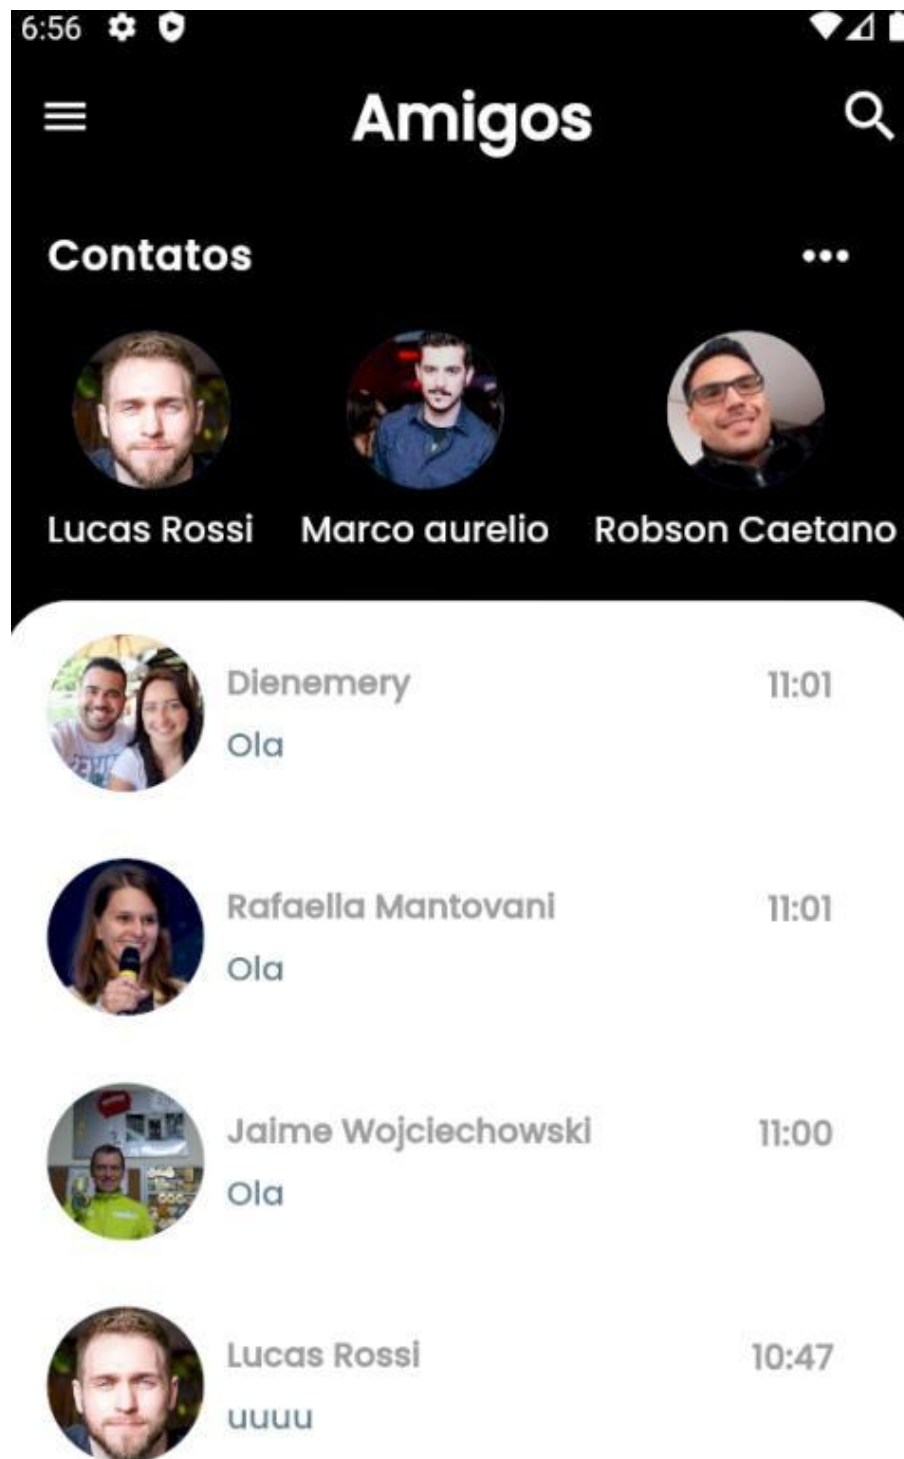 6:56
Amigos
Contatos
Lucas Rossi
Marco aurelio
Robson Caetano
Dienemery
11:01
Ola
Rafaella Mantovani
11:01
Ola
Jaime Wojciechowski
11:00
Ola
Lucas Rossi
10:47
uuuu